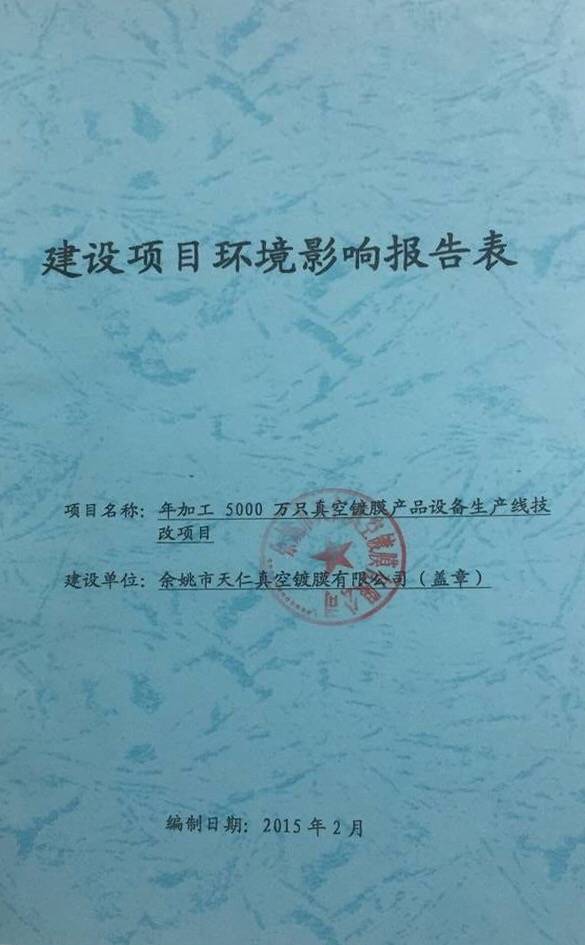 建设项目环境影响报告表
项目名称：年加工 5000 万只真空镀膜产品设备生产线技
改项目
建设单位：余姚市天仁真空镀膜有限公司（盖章）
编制日期：2015 年 2 月